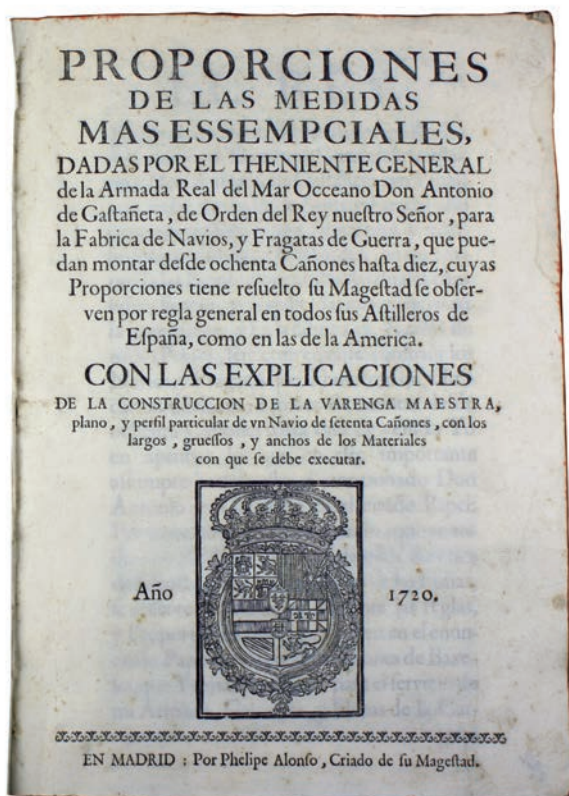 PROPORCIONES
DE LAS MEDIDAS
MAS ESSEMPCIALES,
DADAS POR EL THENIENTE GENERAL
de la Armada Real del Mar Occeano Don Antonio
de Gaſtañeta, de Orden del Rey nueſtro Señor, para
la Fabrica de Navios, y Fragatas de Guerra, que pue-
dan montar deſde ochenta Cañones haſta diez, cuyas
Proporciones tiene reſuelto ſu Mageſtad ſe obſer-
ven por regla general en todos ſus Aſtilleros de
Eſpaña, como en las de la America.
CON LAS EXPLICACIONES
DE LA CONSTRUCCION DE LA VARENGA MAESTRA,
plano, y perfil particular de vn Navio de ſetenta Cañones, con los
largos, grueſſos, y anchos de los Materiales
con que ſe debe executar.
Año 1720.
EN MADRID : Por Phelipe Alonſo, Criado de ſu Mageſtad.